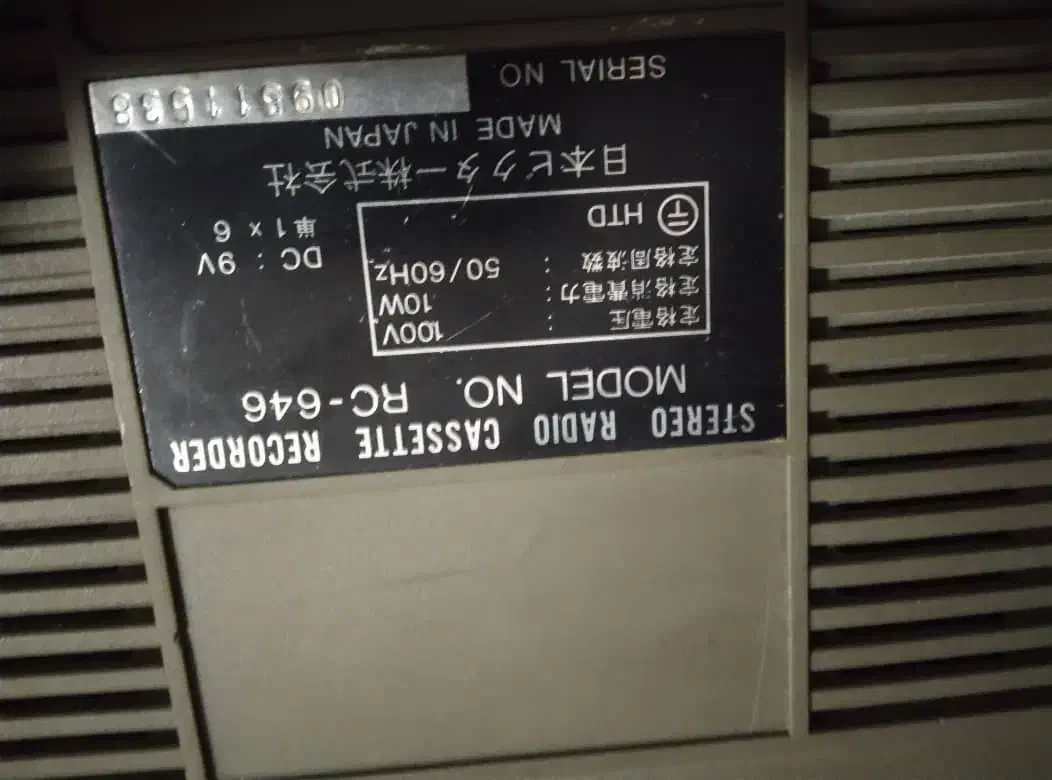 STEREO RADIO CASSETTE RECORDER
MODEL NO. RC-646
定格電圧 : 100V
定格消費電力 : 10W
定格周波数 : 50/60Hz
〒 HTD
DC : 9V
単1×6
日本ビクター株式会社
MADE IN JAPAN
SERIAL NO. 09511538